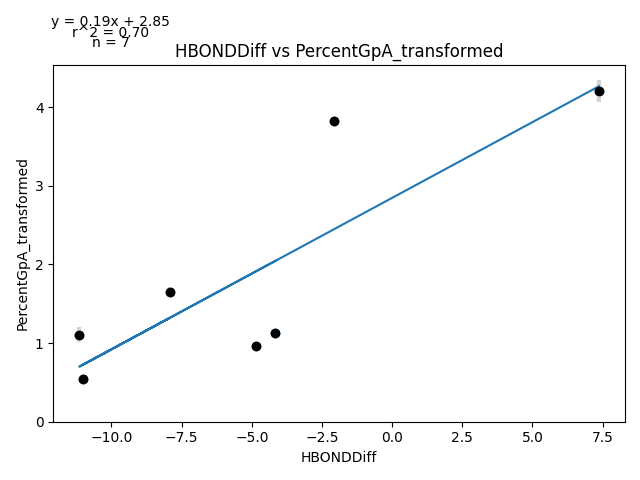 y = 0.19x + 2.85
r^2 = 0.70
n = 7
HBONDDiff vs PercentGpA_transformed
4
3
2
1
0
PercentGpA_transformed
−10.0 −7.5 −5.0 −2.5 0.0 2.5 5.0 7.5
HBONDDiff